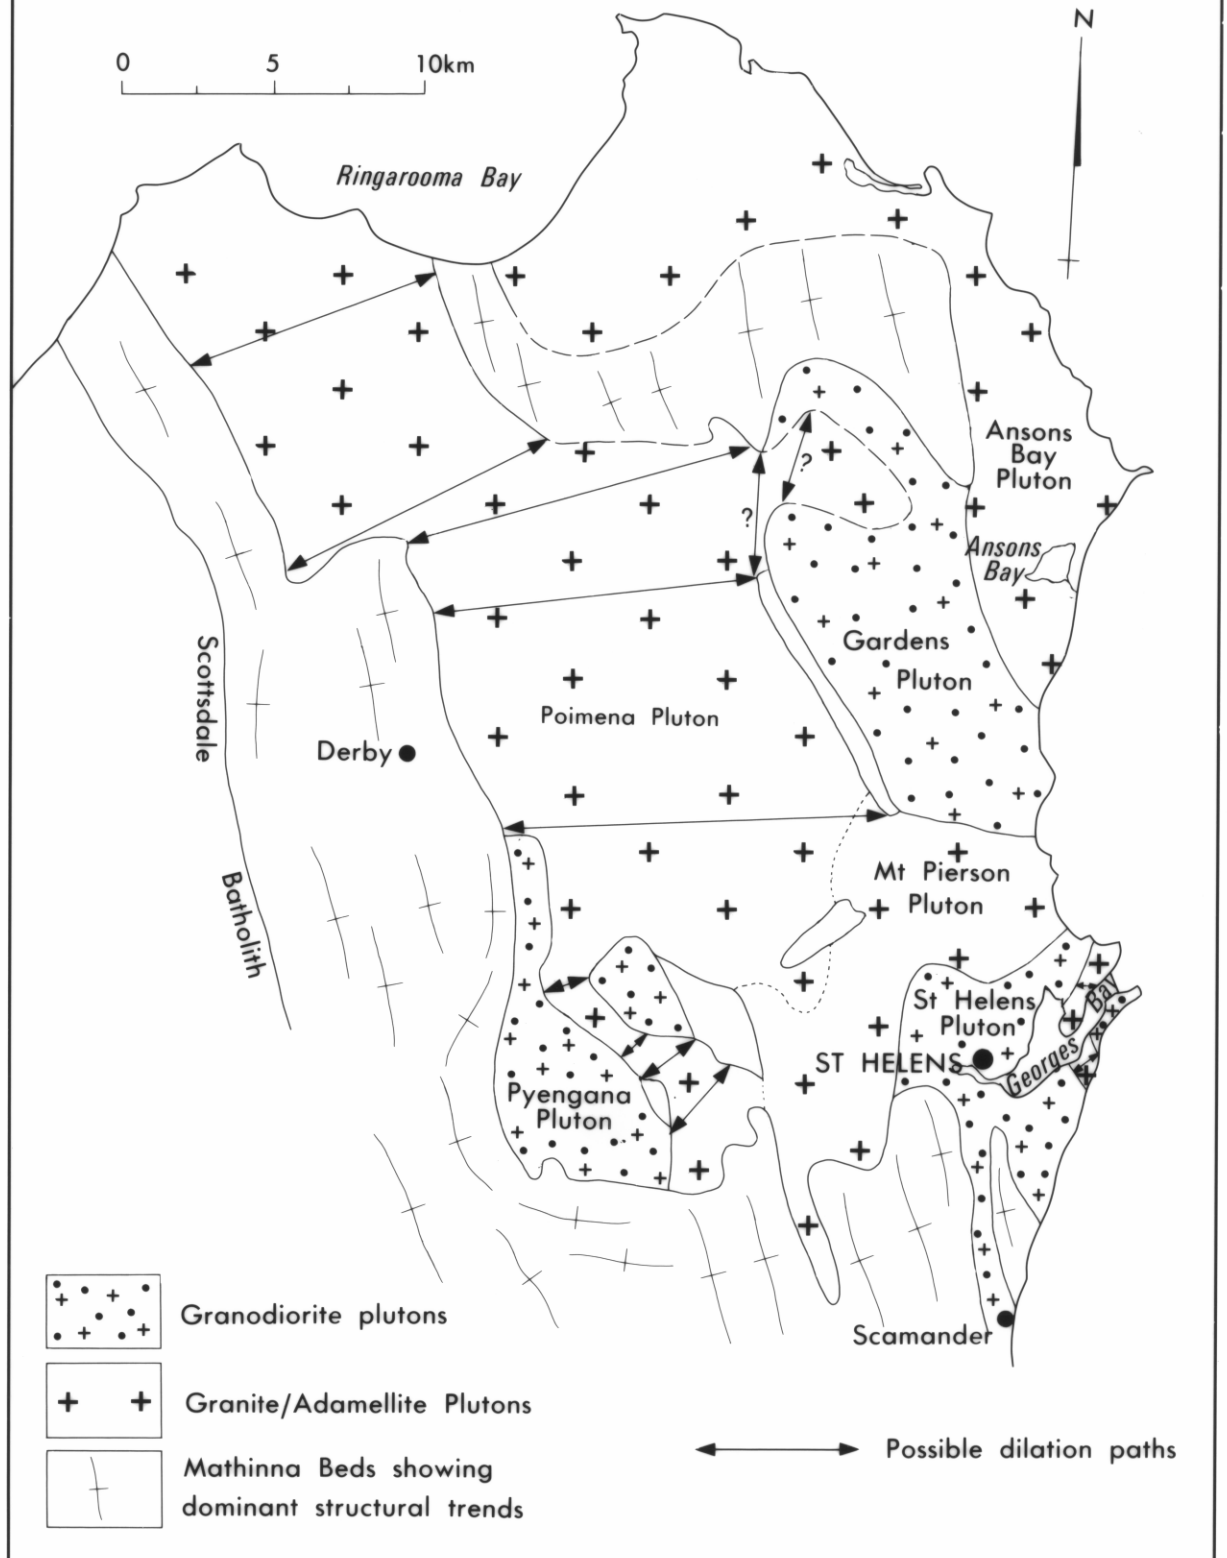 N
0 5 10km
Ringarooma Bay
Ansons
Bay
Pluton
?
?
Ansons
Bay
Gardens
Pluton
Scottsdale
Batholith
Poimena Pluton
Derby
Mt Pierson
Pluton
St Helens
Pluton
Georges Bay
ST HELENS
Pyengana
Pluton
Scamander
Granodiorite plutons
Granite/Adamellite Plutons
Mathinna Beds showing
dominant structural trends
Possible dilation paths